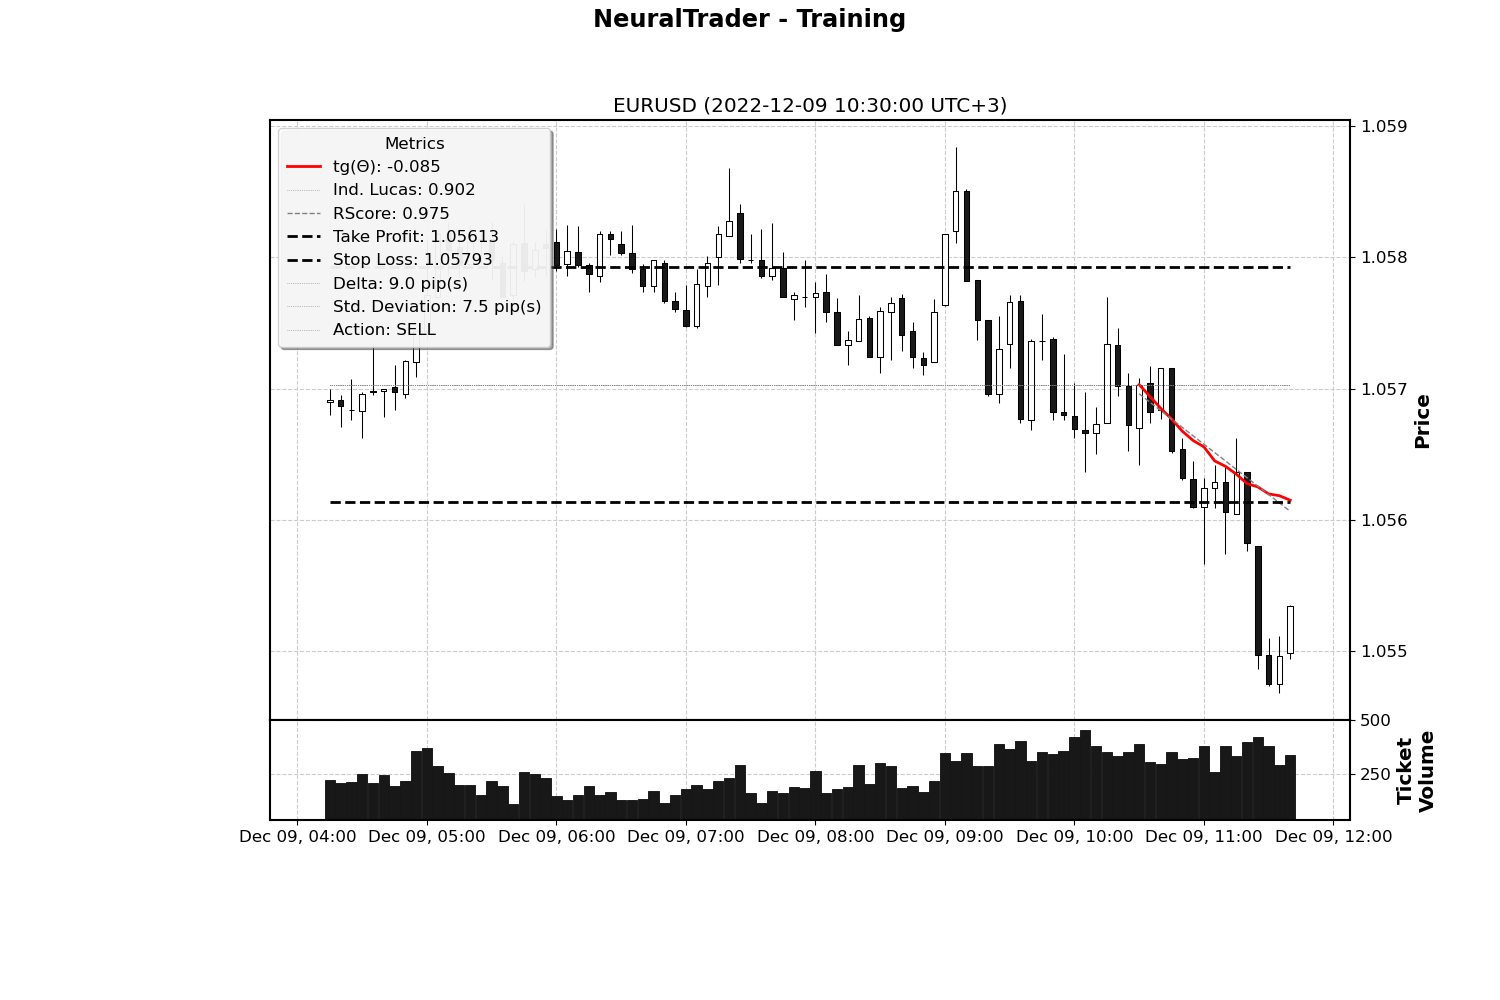 NeuralTrader - Training
EURUSD (2022-12-09 10:30:00 UTC+3)
Metrics
tg(Θ): -0.085
Ind. Lucas: 0.902
RScore: 0.975
Take Profit: 1.05613
Stop Loss: 1.05793
Delta: 9.0 pip(s)
Std. Deviation: 7.5 pip(s)
Action: SELL
1.059
1.058
1.057
1.056
1.055
Price
500
250
Ticket
Volume
Dec 09, 04:00 Dec 09, 05:00 Dec 09, 06:00 Dec 09, 07:00 Dec 09, 08:00 Dec 09, 09:00 Dec 09, 10:00 Dec 09, 11:00 Dec 09, 12:00